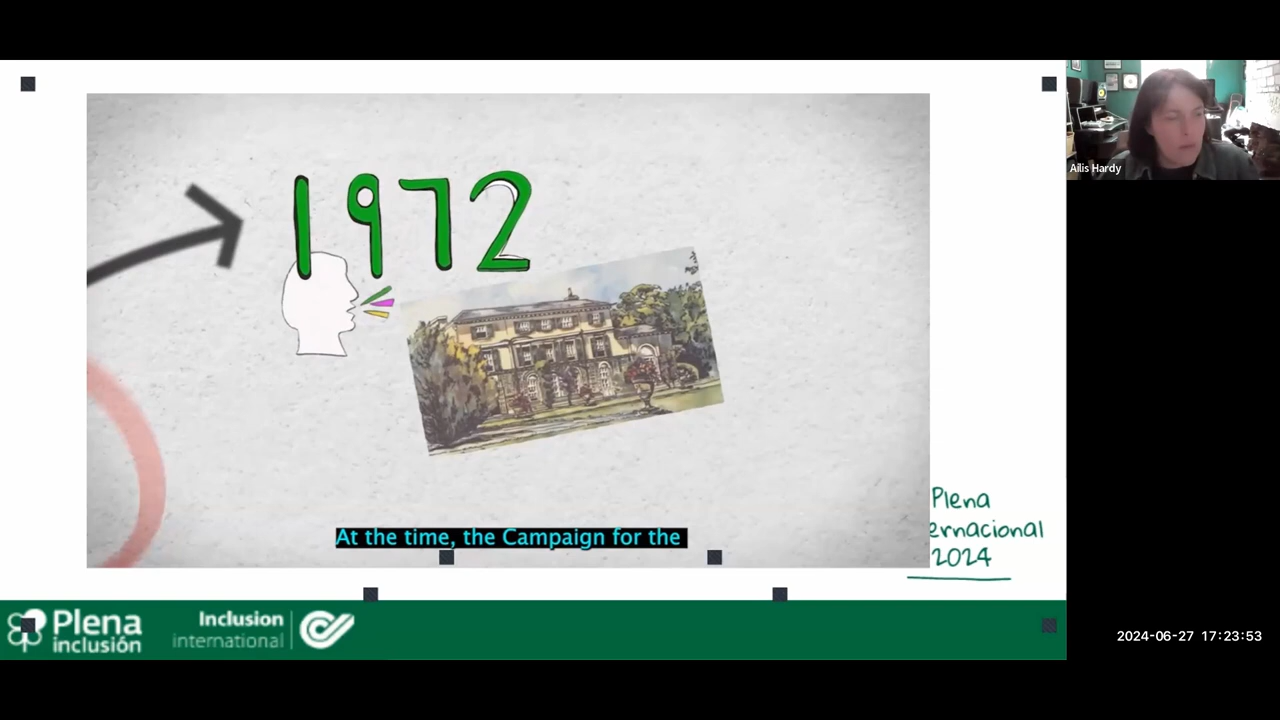 Ailis Hardy
1972
At the time, the Campaign for the
Plena
ernacional
2024
Plena
inclusión
Inclusion
international
2024-06-27 17:23:53